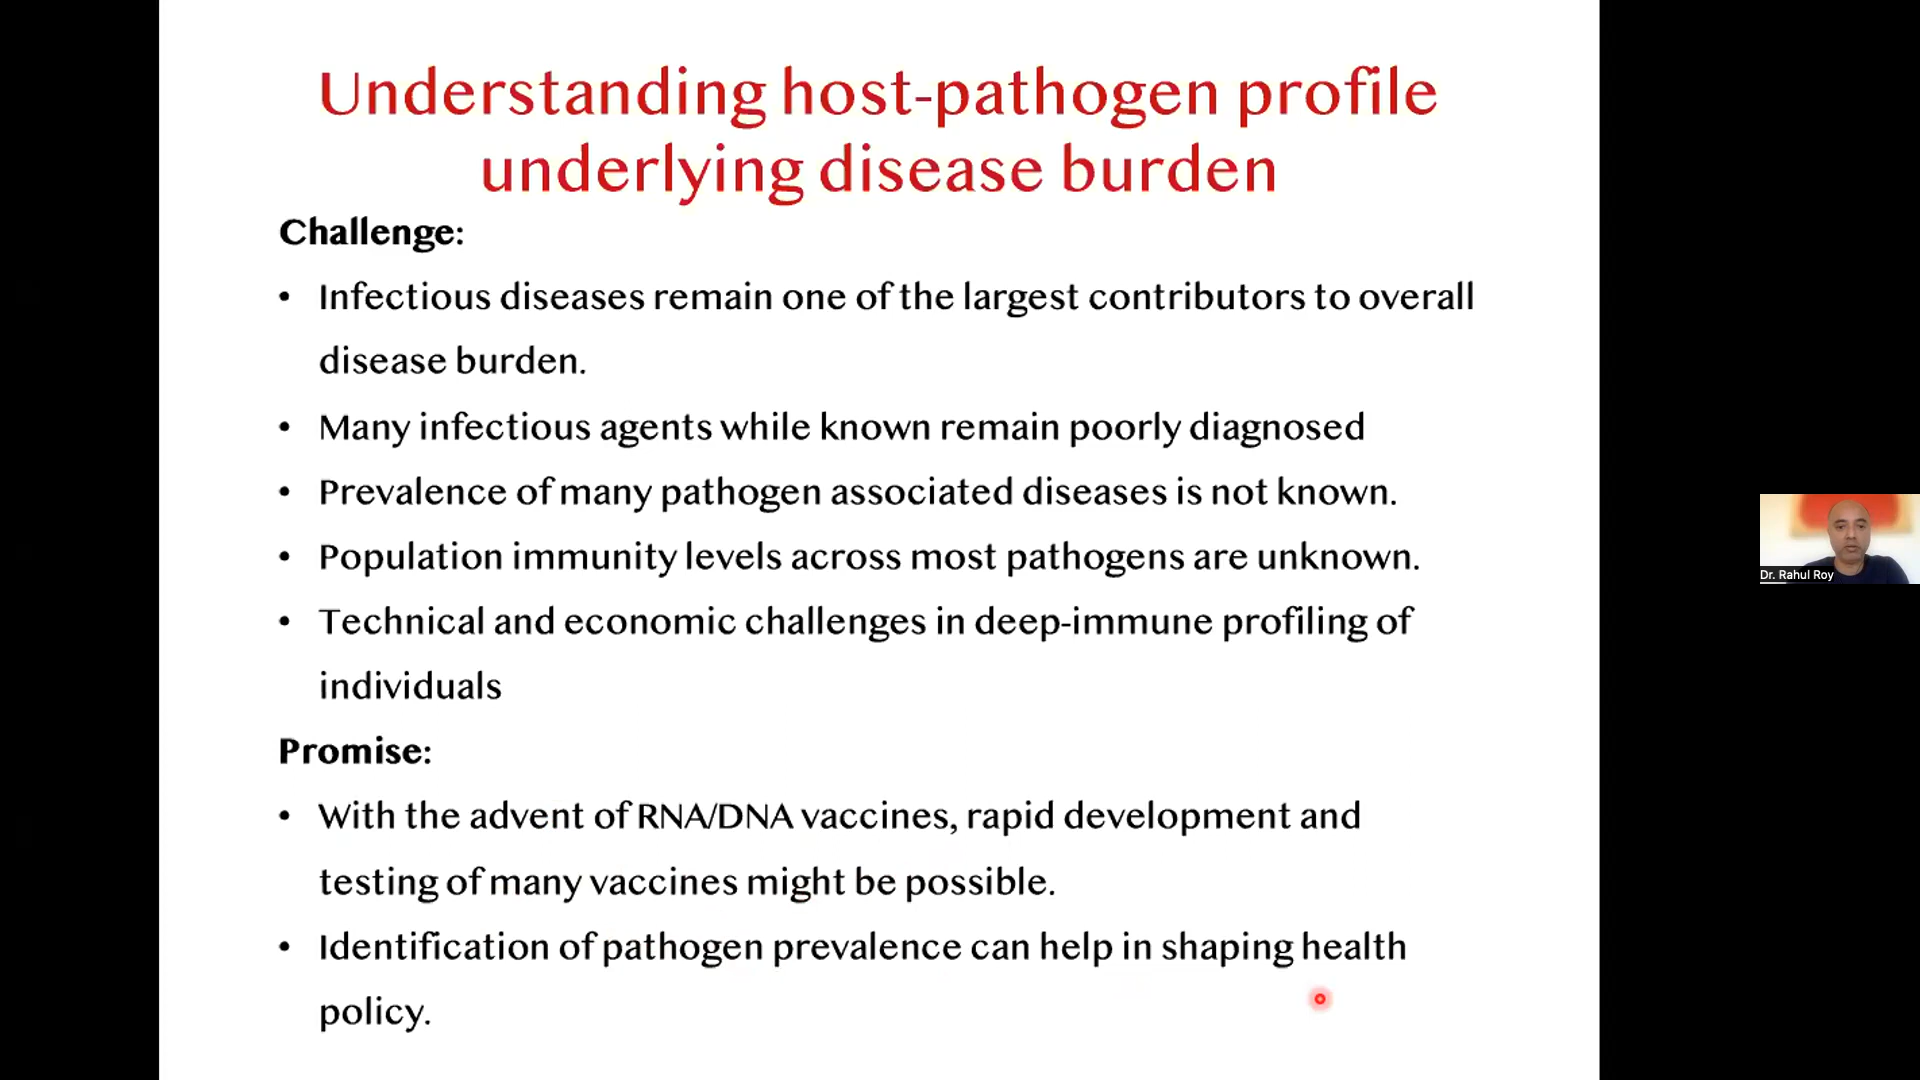 Understanding host-pathogen profile
underlying disease burden
Challenge:
• Infectious diseases remain one of the largest contributors to overall
disease burden.
• Many infectious agents while known remain poorly diagnosed
• Prevalence of many pathogen associated diseases is not known.
• Population immunity levels across most pathogens are unknown.
• Technical and economic challenges in deep-immune profiling of
individuals
Promise:
• With the advent of RNA/DNA vaccines, rapid development and
testing of many vaccines might be possible.
• Identification of pathogen prevalence can help in shaping health
policy.
Dr. Rahul Roy